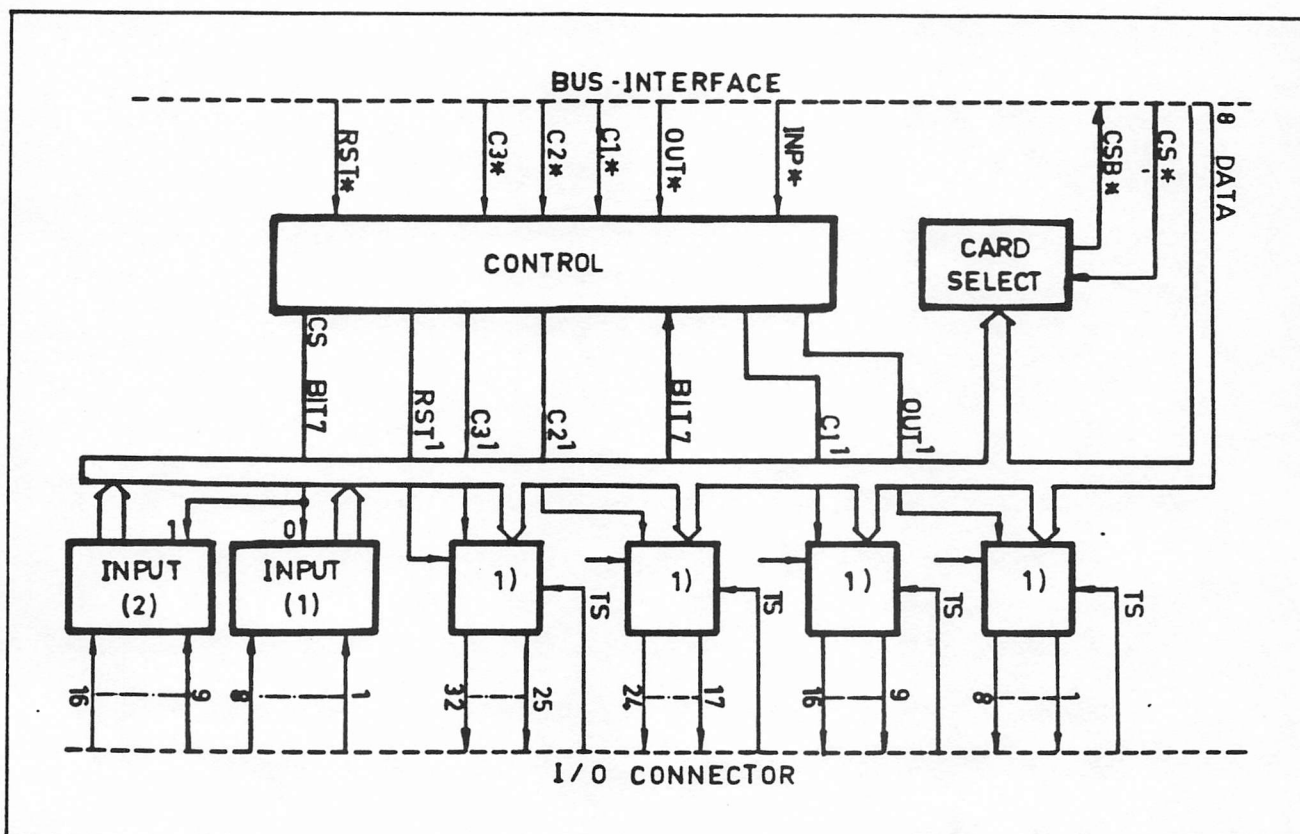 BUS-INTERFACE
RST*
C3*
C2*
C1*
OUT*
INP*
CSB*
CS*
8 DATA
CONTROL
CARD
SELECT
CS BIT7
RST1
C31
C21
BIT7
C11
OUT1
1
0
INPUT
(2)
INPUT
(1)
1)
TS
1)
TS
1)
TS
1)
TS
16
9
8
1
32
25
24
17
16
9
8
1
I/O CONNECTOR